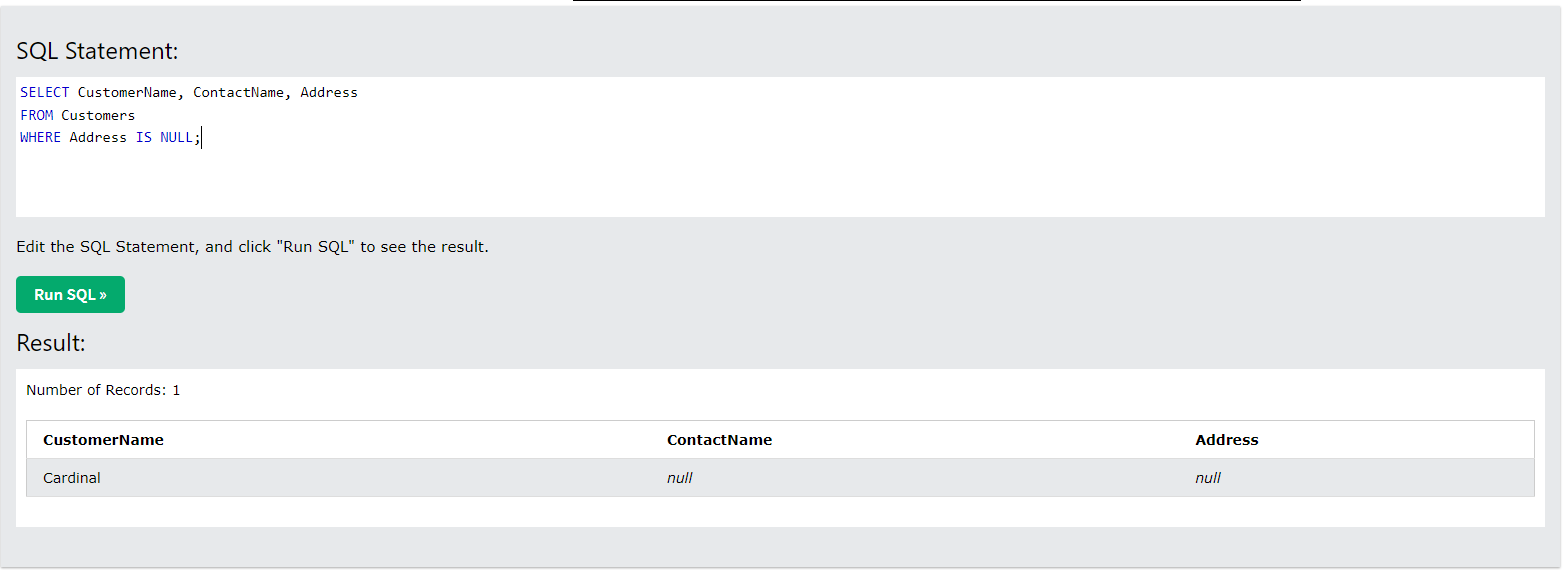 SQL Statement:
SELECT CustomerName, ContactName, Address
FROM Customers
WHERE Address IS NULL;
Edit the SQL Statement, and click "Run SQL" to see the result.
Run SQL »
Result:
Number of Records: 1
CustomerName ContactName Address
Cardinal null null